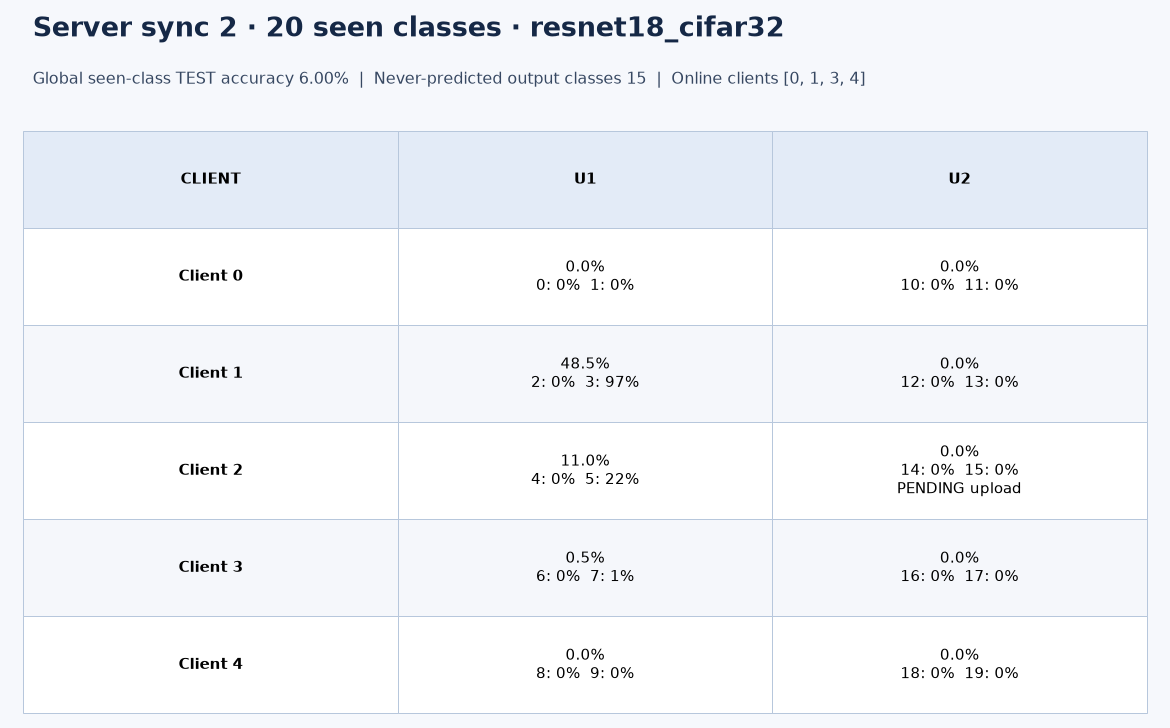 Server sync 2 · 20 seen classes · resnet18_cifar32
Global seen-class TEST accuracy 6.00%  |  Never-predicted output classes 15  |  Online clients [0, 1, 3, 4]
CLIENT
U1
U2
Client 0
0.0%
0: 0%  1: 0%
0.0%
10: 0%  11: 0%
Client 1
48.5%
2: 0%  3: 97%
0.0%
12: 0%  13: 0%
Client 2
11.0%
4: 0%  5: 22%
0.0%
14: 0%  15: 0%
PENDING upload
Client 3
0.5%
6: 0%  7: 1%
0.0%
16: 0%  17: 0%
Client 4
0.0%
8: 0%  9: 0%
0.0%
18: 0%  19: 0%